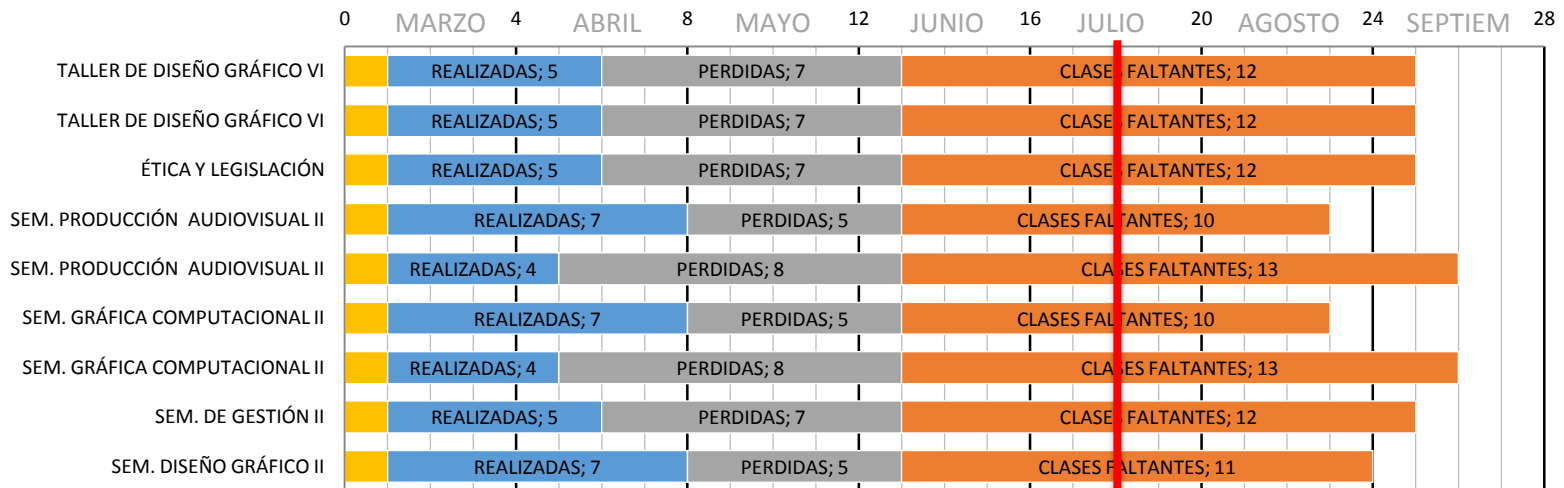 0 MARZO 4 ABRIL 8 MAYO 12 JUNIO 16 JULIO 20 AGOSTO 24 SEPTIEM 28
TALLER DE DISEÑO GRÁFICO VI REALIZADAS; 5 PERDIDAS; 7 CLASES FALTANTES; 12
TALLER DE DISEÑO GRÁFICO VI REALIZADAS; 5 PERDIDAS; 7 CLASES FALTANTES; 12
ÉTICA Y LEGISLACIÓN REALIZADAS; 5 PERDIDAS; 7 CLASES FALTANTES; 12
SEM. PRODUCCIÓN AUDIOVISUAL II REALIZADAS; 7 PERDIDAS; 5 CLASES FALTANTES; 10
SEM. PRODUCCIÓN AUDIOVISUAL II REALIZADAS; 4 PERDIDAS; 8 CLASES FALTANTES; 13
SEM. GRÁFICA COMPUTACIONAL II REALIZADAS; 7 PERDIDAS; 5 CLASES FALTANTES; 10
SEM. GRÁFICA COMPUTACIONAL II REALIZADAS; 4 PERDIDAS; 8 CLASES FALTANTES; 13
SEM. DE GESTIÓN II REALIZADAS; 5 PERDIDAS; 7 CLASES FALTANTES; 12
SEM. DISEÑO GRÁFICO II REALIZADAS; 7 PERDIDAS; 5 CLASES FALTANTES; 11